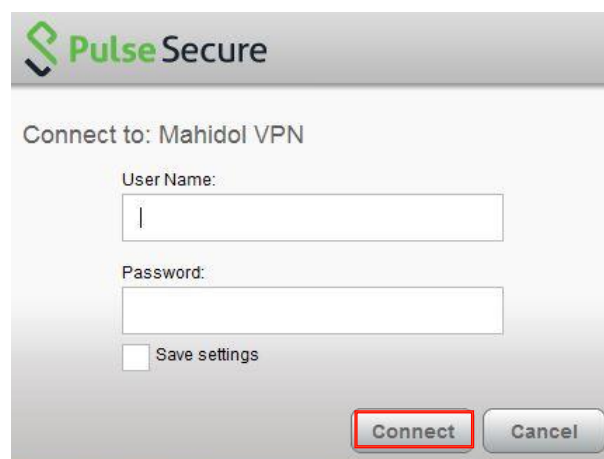 Pulse Secure
Connect to: Mahidol VPN
User Name:
Password:
Save settings
Connect Cancel